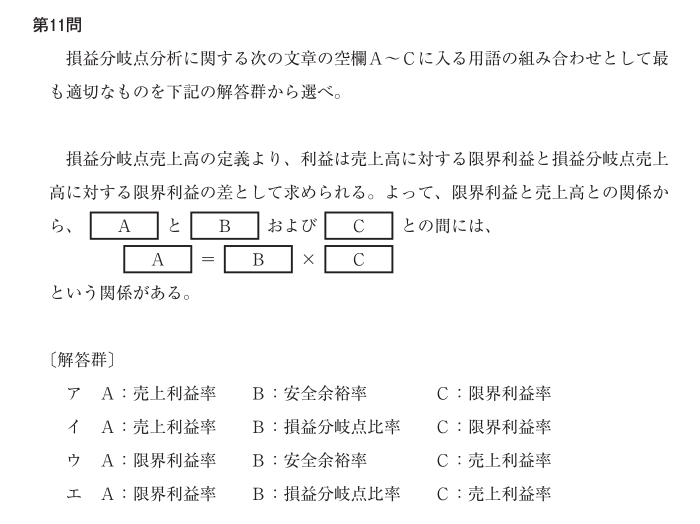 第11問
損益分岐点分析に関する次の文章の空欄A～Cに入る用語の組み合わせとして最
も適切なものを下記の解答群から選べ。
損益分岐点売上高の定義より、利益は売上高に対する限界利益と損益分岐点売上
高に対する限界利益の差として求められる。よって、限界利益と売上高との関係か
ら、 A と B および C との間には、
A ＝ B × C
という関係がある。
〔解答群〕
ア A：売上利益率 B：安全余裕率 C：限界利益率
イ A：売上利益率 B：損益分岐点比率 C：限界利益率
ウ A：限界利益率 B：安全余裕率 C：売上利益率
エ A：限界利益率 B：損益分岐点比率 C：売上利益率